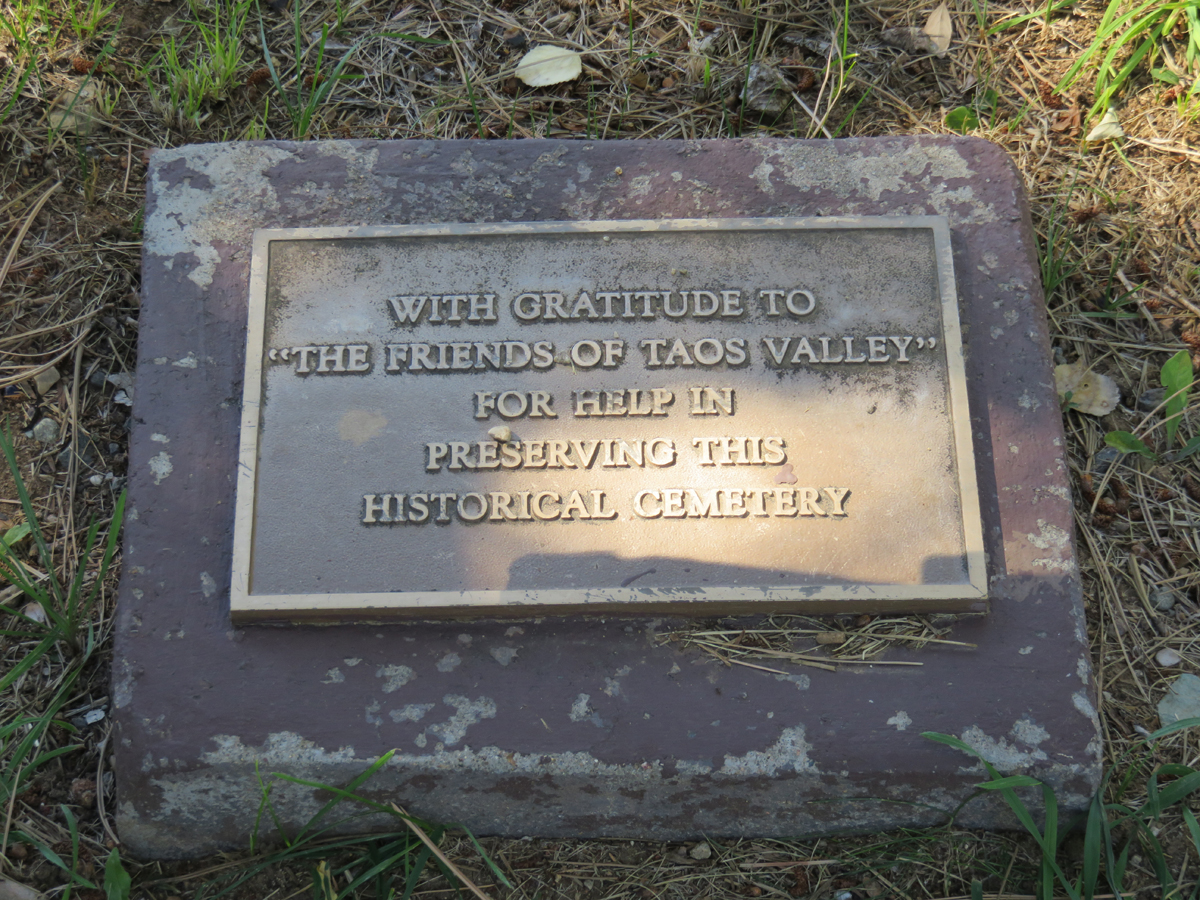 WITH GRATITUDE TO
“THE FRIENDS OF TAOS VALLEY”
FOR HELP IN
PRESERVING THIS
HISTORICAL CEMETERY